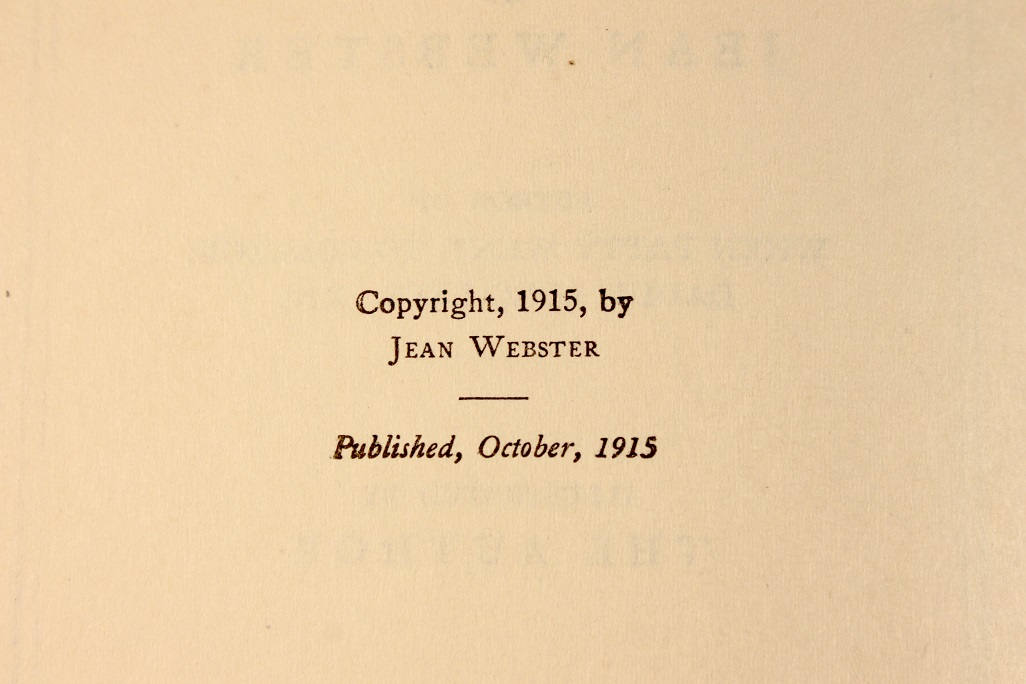 Copyright, 1915, by
JEAN WEBSTER
Published, October, 1915